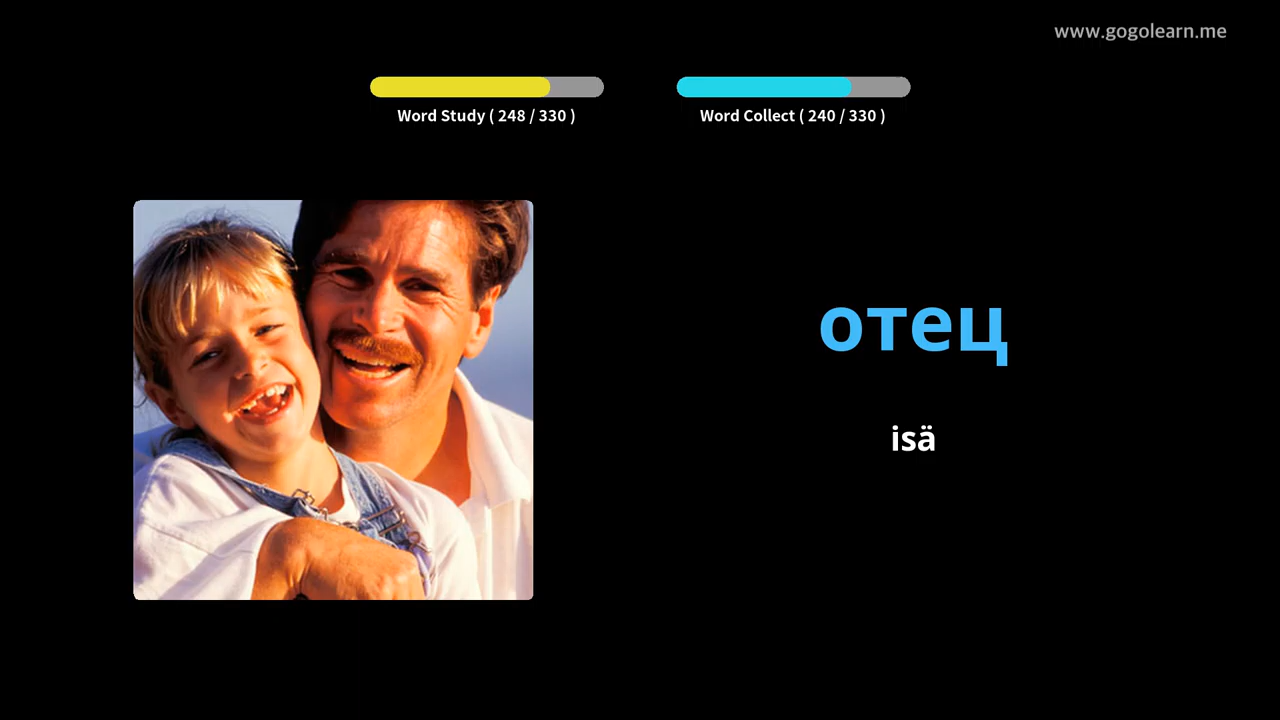 www.gogolearn.me
Word Study ( 248 / 330 )
Word Collect ( 240 / 330 )
отец
isä